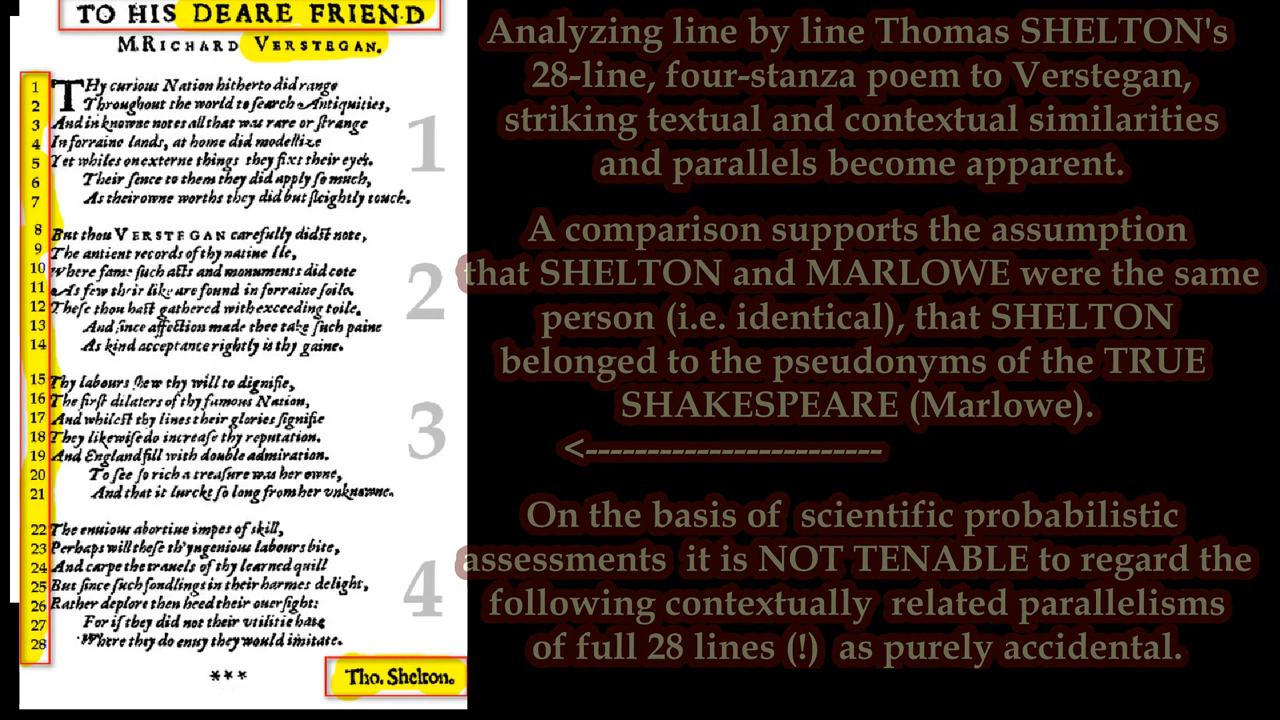 TO HIS DEARE FRIEND
M. RICHARD VERSTEGAN.
1 THy curious Nation hitherto did range
2 Throughout the world to search Antiquities,
3 And in knowne notes all that was rare or strange
4 In forraine lands, at home did modellize
5 Yet whiles on externe things they fixt their eyes.
6 Their sence to them they did apply so much,
7 As their owne worths they did but sleightly touch.
1
8 But thou VERSTEGAN carefully didst note,
9 The antient records of thy natiue Ile,
10 Where fame such acts and monuments did cote
11 As few their like are found in forraine soile.
12 These thou hast gathered with exceeding toile,
13 And since affection made thee take such paine
14 As kind acceptance rightly is thy gaine.
2
15 Thy labours shew thy will to dignifie,
16 The first dilaters of thy famous Nation,
17 And whilest thy lines their glories signifie
18 They likewise do increase thy reputation.
19 And England fill with double admiration.
20 To see so rich a treasure was her owne,
21 And that it lurckt so long from her vnknowne.
3
22 The enuious abortiue impes of skill,
23 Perhaps will these th'yngenious labours bite,
24 And carpe the trauels of thy learned quill
25 But since such fondlings in their harmes delight,
26 Rather deplore then heed their ouersight:
27 For if they did not their vtilitie hate
28 Where they do enuy they would imitate.
4
***
Tho. Shelton.
Analyzing line by line Thomas SHELTON's
28-line, four-stanza poem to Verstegan,
striking textual and contextual similarities
and parallels become apparent.
A comparison supports the assumption
that SHELTON and MARLOWE were the same
person (i.e. identical), that SHELTON
belonged to the pseudonyms of the TRUE
SHAKESPEARE (Marlowe).
<-----------------------
On the basis of scientific probabilistic
assessments it is NOT TENABLE to regard the
following contextually related parallelisms
of full 28 lines (!) as purely accidental.